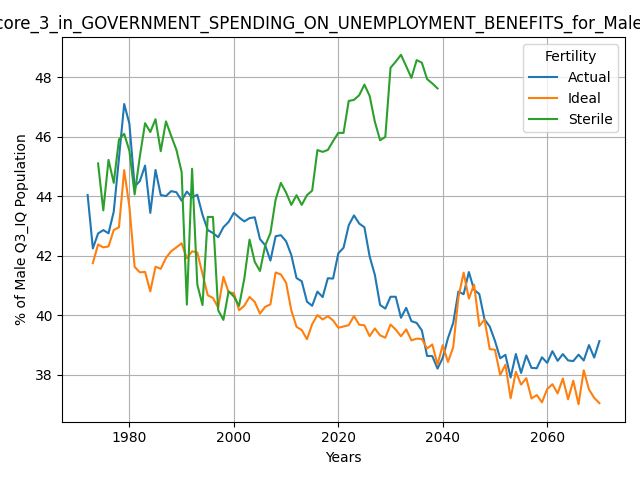 core_3_in_GOVERNMENT_SPENDING_ON_UNEMPLOYMENT_BENEFITS_for_Male
Fertility
Actual
Ideal
Sterile
% of Male Q3_IQ Population
48
46
44
42
40
38
1980 2000 2020 2040 2060
Years